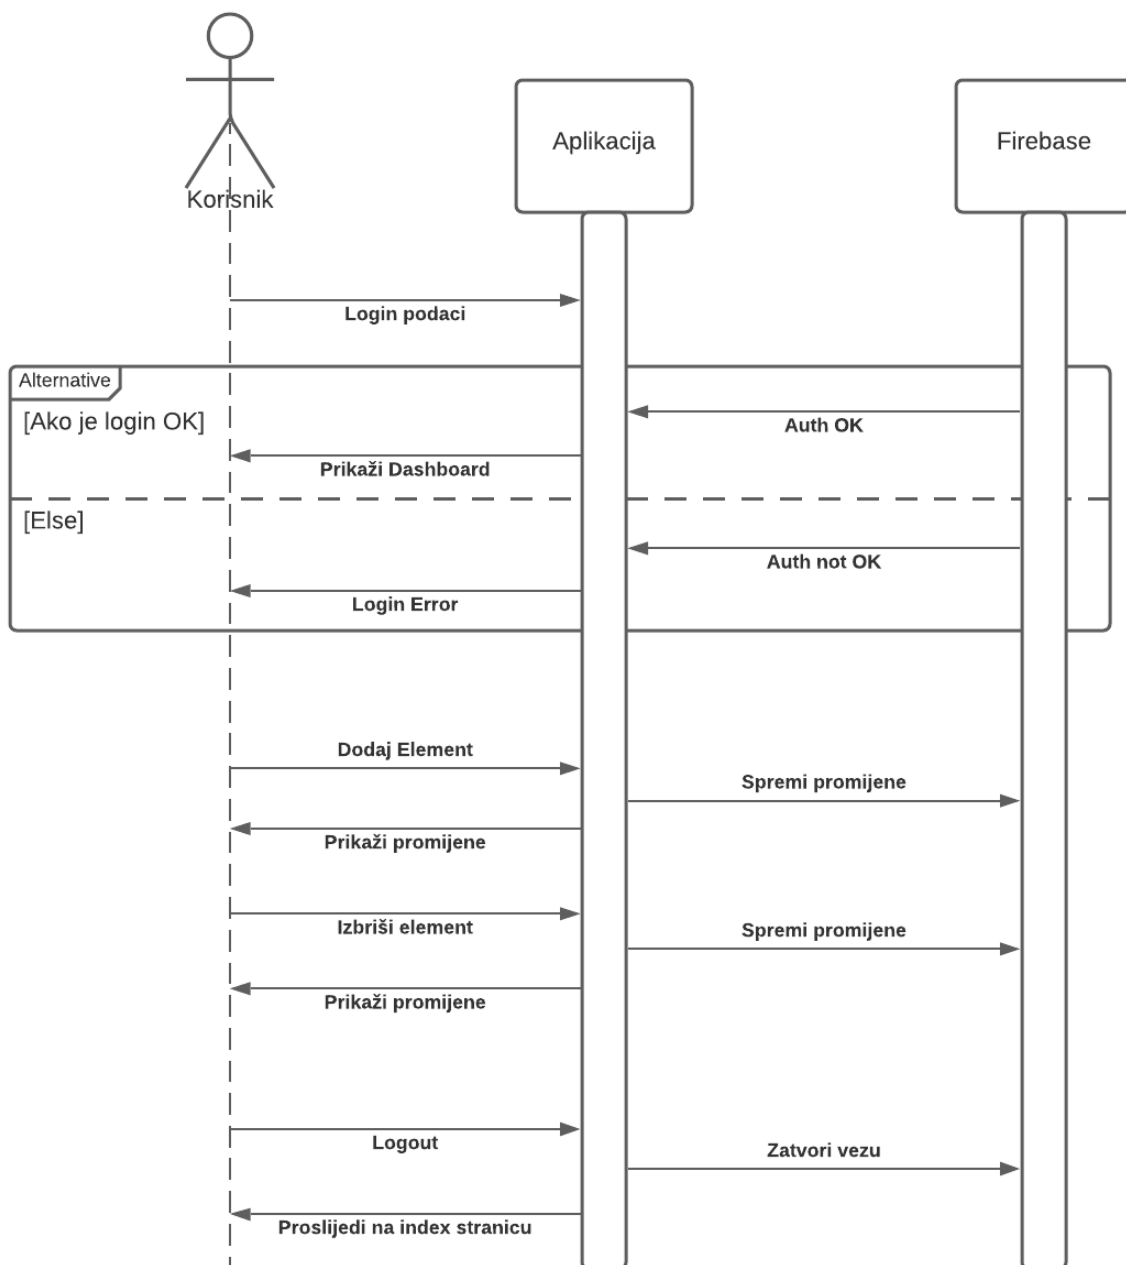 Korisnik
Aplikacija
Firebase
Login podaci
Alternative
[Ako je login OK]
Auth OK
Prikaži Dashboard
[Else]
Auth not OK
Login Error
Dodaj Element
Spremi promijene
Prikaži promijene
Izbriši element
Spremi promijene
Prikaži promijene
Logout
Zatvori vezu
Proslijedi na index stranicu